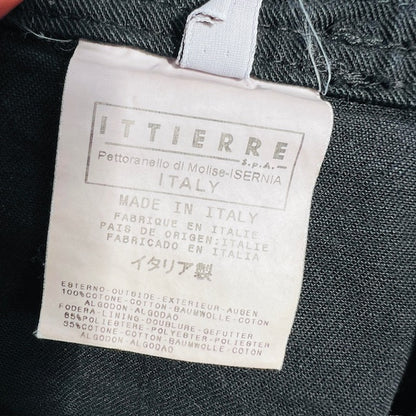 ITTIERRE
S.p.A.
Pettoranello di Molise-ISERNIA
ITALY
MADE IN ITALY
FABRIQUE EN ITALIE
PAIS DE ORIGEN:ITALIE
FABRICADO EN ITALIA
イタリア製
ESTERNO-OUTSIDE-EXTERIEUR-AUßEN
100%COTONE-COTTON-BAUMWOLLE-COTON
ALGODON ALGODAO
FODERA-LINING-DOUBLURE-GEFUTTER
65%POLIESTERE-POLYESTER-POLIESTER
35%COTONE-COTTON-BAUMWOLLE-COTON
ALGODON ALGODAO